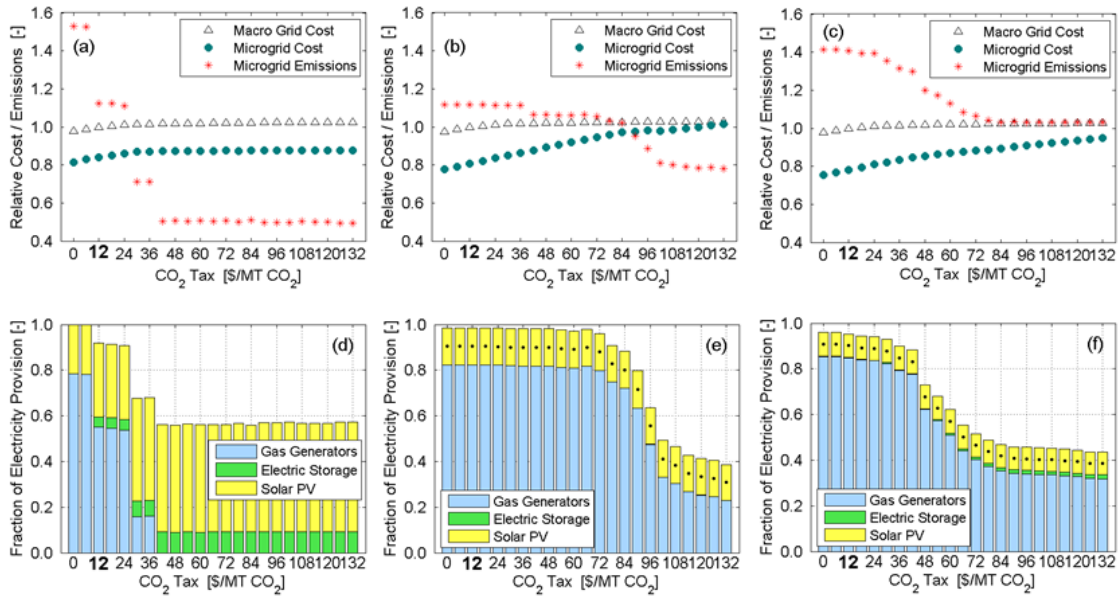 1.6
1.4
1.2
1.0
0.8
0.6
0.4
Relative Cost / Emissions [-]
(a)
Macro Grid Cost
Microgrid Cost
Microgrid Emissions
0 12 24 36 48 60 72 84 96 108120132
CO2 Tax [$/MT CO2]
1.6
1.4
1.2
1.0
0.8
0.6
0.4
Relative Cost / Emissions [-]
(b)
Macro Grid Cost
Microgrid Cost
Microgrid Emissions
0 12 24 36 48 60 72 84 96 108120132
CO2 Tax [$/MT CO2]
1.6
1.4
1.2
1.0
0.8
0.6
0.4
Relative Cost / Emissions [-]
(c)
Macro Grid Cost
Microgrid Cost
Microgrid Emissions
0 12 24 36 48 60 72 84 96 108120 132
CO2 Tax [$/MT CO2]
1.0
0.8
0.6
0.4
0.2
0.0
Fraction of Electricity Provision [-]
(d)
Gas Generators
Electric Storage
Solar PV
0 12 24 36 48 60 72 84 96 108120132
CO2 Tax [$/MT CO2]
1.0
0.8
0.6
0.4
0.2
0.0
Fraction of Electricity Provision [-]
(e)
Gas Generators
Electric Storage
Solar PV
0 12 24 36 48 60 72 84 96 108120132
CO2 Tax [$/MT CO2]
1.0
0.8
0.6
0.4
0.2
0.0
Fraction of Electricity Provision [-]
(f)
Gas Generators
Electric Storage
Solar PV
0 12 24 36 48 60 72 84 96 108120 132
CO2 Tax [$/MT CO2]